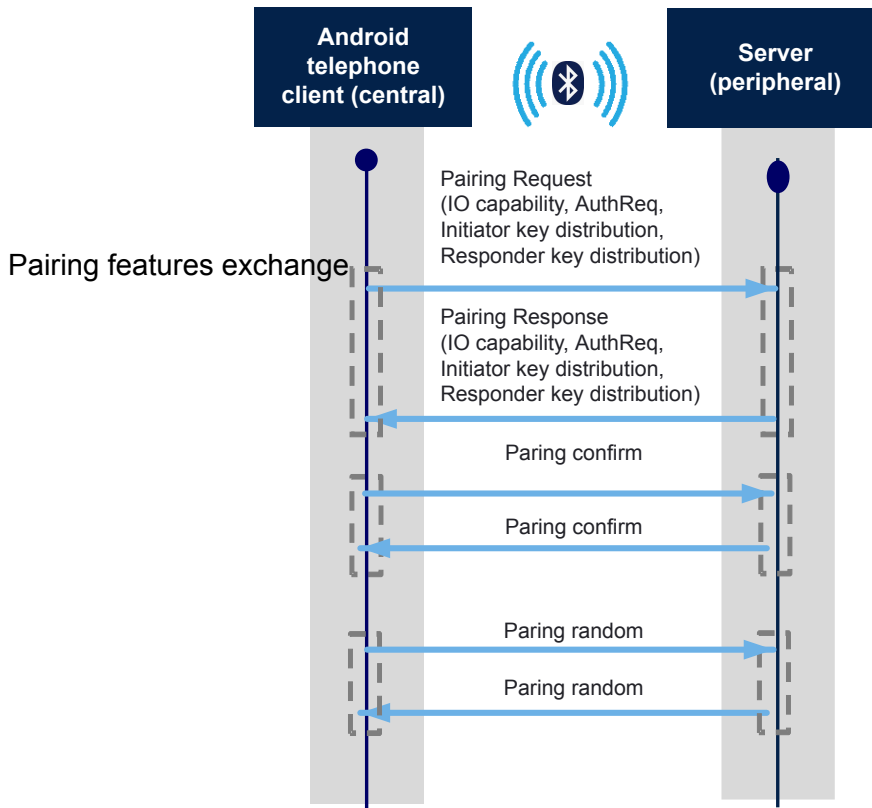 Android
telephone
client (central)
Server
(peripheral)
Pairing Request
(IO capability, AuthReq,
Initiator key distribution,
Responder key distribution)
Pairing features exchange
Pairing Response
(IO capability, AuthReq,
Initiator key distribution,
Responder key distribution)
Paring confirm
Paring confirm
Paring random
Paring random